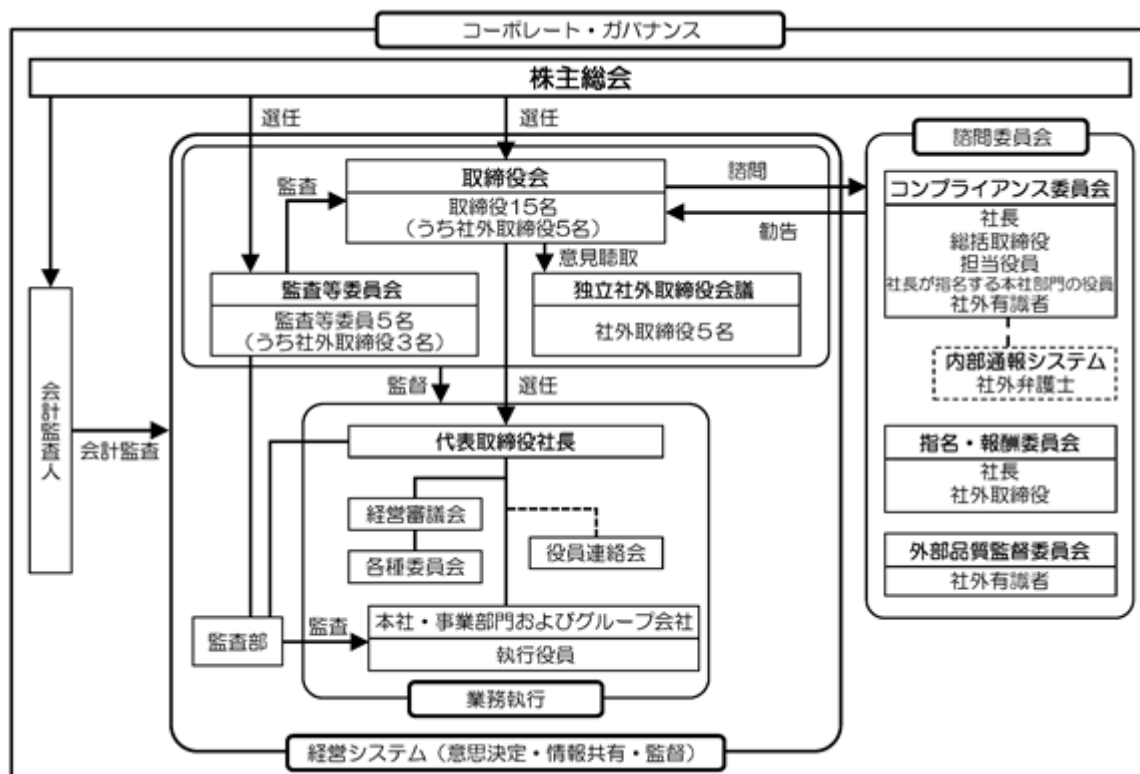 コーポレート・ガバナンス
株主総会
選任
選任
諮問委員会
取締役会
取締役15名
（うち社外取締役5名）
監査
諮問
勧告
意見聴取
コンプライアンス委員会
社長
総括取締役
担当役員
社長が指名する本社部門の役員
社外有識者
監査等委員会
監査等委員5名
（うち社外取締役3名）
独立社外取締役会議
社外取締役5名
内部通報システム
社外弁護士
監督
選任
会計監査人
会計監査
代表取締役社長
経営審議会
各種委員会
役員連絡会
指名・報酬委員会
社長
社外取締役
外部品質監督委員会
社外有識者
監査部
監査
本社・事業部門およびグループ会社
執行役員
業務執行
経営システム（意思決定・情報共有・監督）